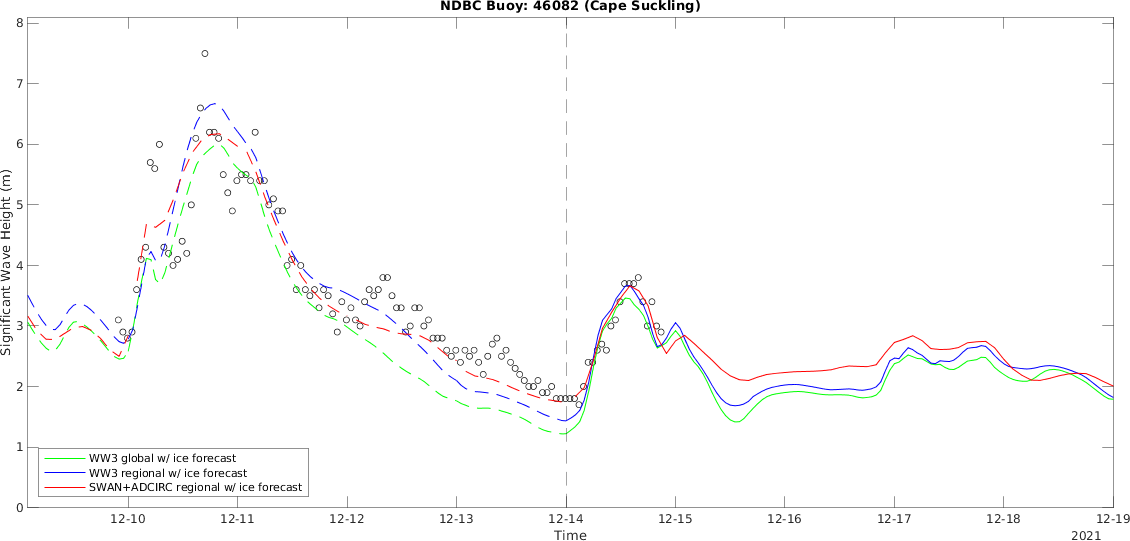 NDBC Buoy: 46082 (Cape Suckling)
8
7
6
5
4
3
2
1
0
Significant Wave Height (m)
WW3 global w/ ice forecast
WW3 regional w/ ice forecast
SWAN+ADCIRC regional w/ ice forecast
12-10 12-11 12-12 12-13 12-14 12-15 12-16 12-17 12-18 12-19
Time
2021